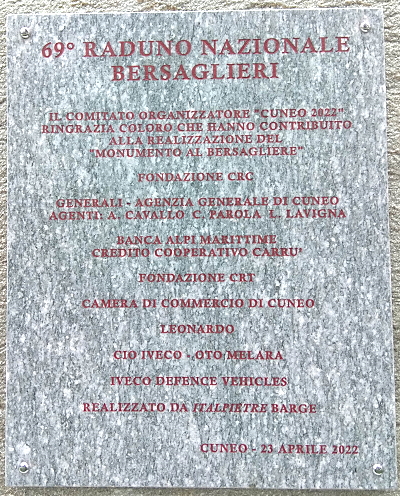 69° RADUNO NAZIONALE
BERSAGLIERI
IL COMITATO ORGANIZZATORE "CUNEO 2022"
RINGRAZIA COLORO CHE HANNO CONTRIBUITO
ALLA REALIZZAZIONE DEL
"MONUMENTO AL BERSAGLIERE"
FONDAZIONE CRC
GENERALI - AGENZIA GENERALE DI CUNEO
AGENTI: A. CAVALLO C. PAROLA L. LAVIGNA
BANCA ALPI MARITTIME
CREDITO COOPERATIVO CARRU'
FONDAZIONE CRT
CAMERA DI COMMERCIO DI CUNEO
LEONARDO
CIO IVECO - OTO MELARA
IVECO DEFENCE VEHICLES
REALIZZATO DA ITALPIETRE BARGE
CUNEO - 23 APRILE 2022